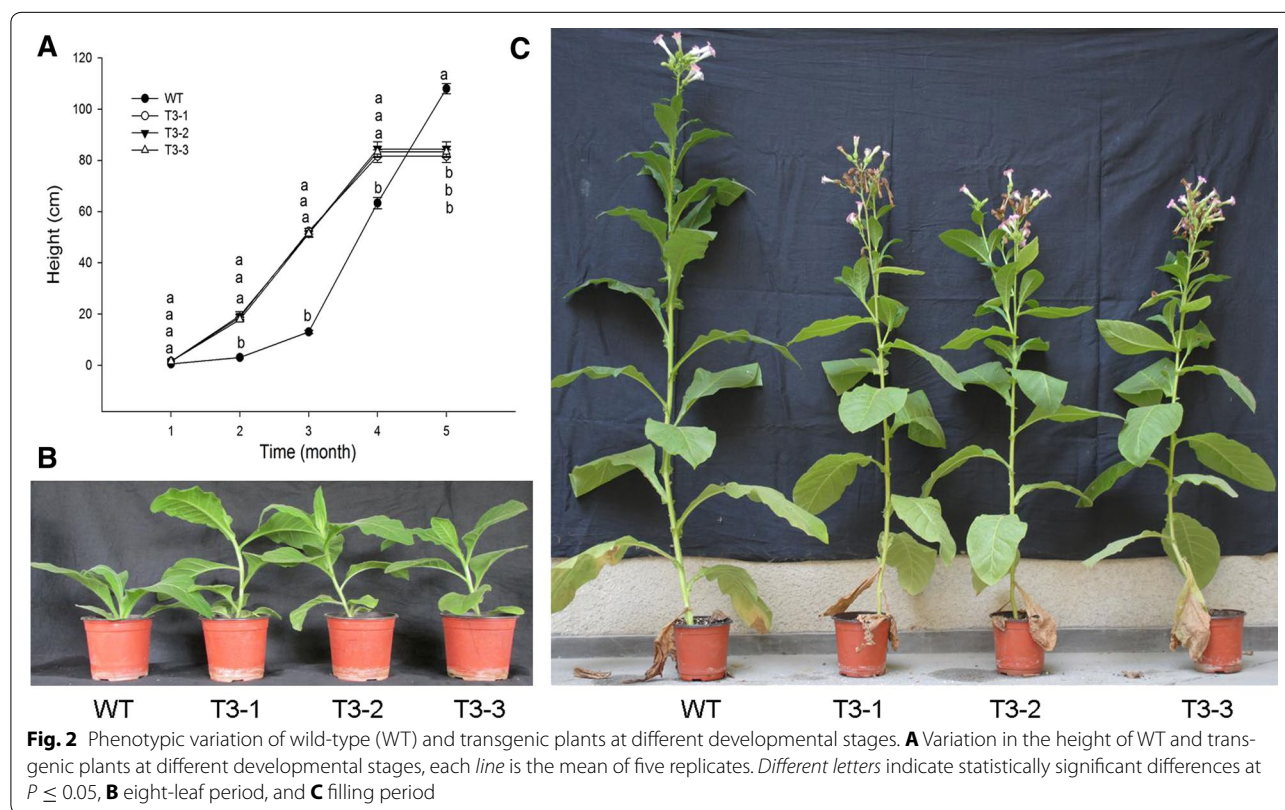 A
Height (cm)
120
100
80
60
40
20
0
WT
T3-1
T3-2
T3-3
a
a
a
a
a
a
a
b
a
a
a
b
a
a
a
b
a
b
b
b
1 2 3 4 5
Time (month)
B
WT T3-1 T3-2 T3-3
C
WT T3-1 T3-2 T3-3
Fig. 2 Phenotypic variation of wild-type (WT) and transgenic plants at different developmental stages. A Variation in the height of WT and trans-
genic plants at different developmental stages, each line is the mean of five replicates. Different letters indicate statistically significant differences at
P ≤ 0.05, B eight-leaf period, and C filling period